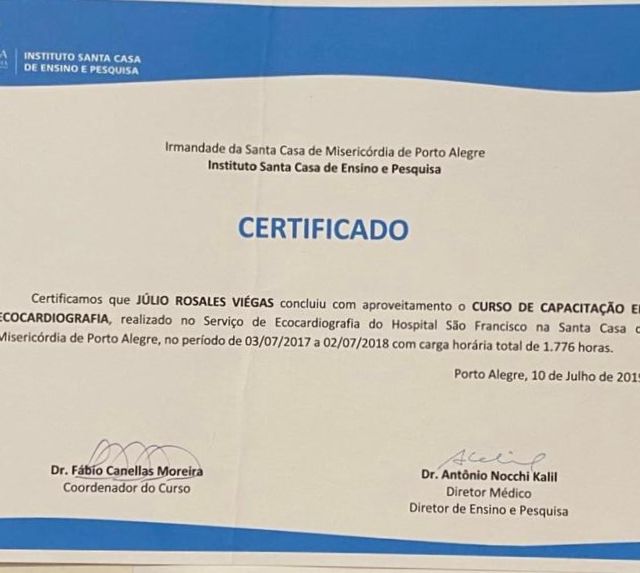 INSTITUTO SANTA CASA
DE ENSINO E PESQUISA
Irmandade da Santa Casa de Misericórdia de Porto Alegre
Instituto Santa Casa de Ensino e Pesquisa
CERTIFICADO
Certificamos que JÚLIO ROSALES VIÉGAS concluiu com aproveitamento o CURSO DE CAPACITAÇÃO
ECOCARDIOGRAFIA, realizado no Serviço de Ecocardiografia do Hospital São Francisco na Santa Casa
Misericórdia de Porto Alegre, no período de 03/07/2017 a 02/07/2018 com carga horária total de 1.776 horas.
Porto Alegre, 10 de Julho de
Dr. Fábio Canellas Moreira
Coordenador do Curso
Dr. Antônio Nocchi Kalil
Diretor Médico
Diretor de Ensino e Pesquisa